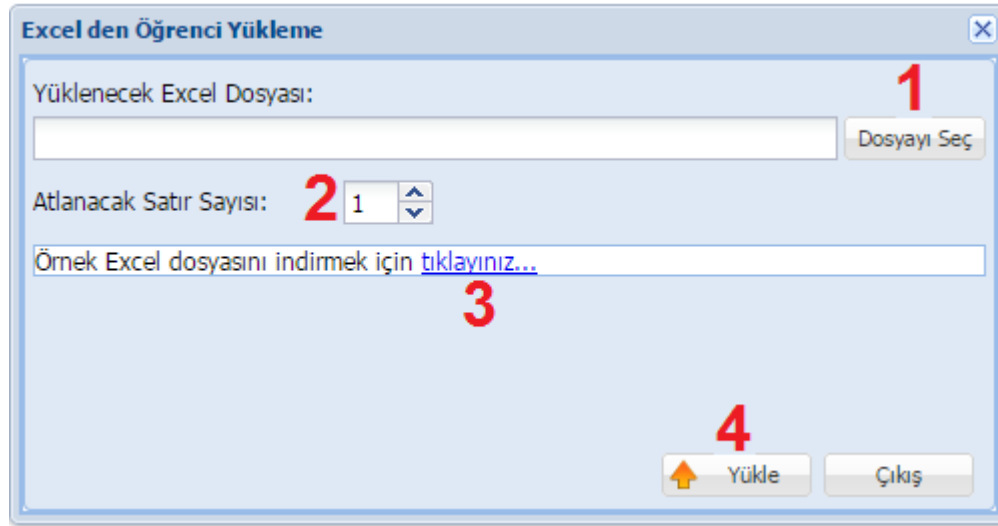 Excel den Öğrenci Yükleme
Yüklenecek Excel Dosyası:
1
Dosyayı Seç
Atlanacak Satır Sayısı: 2 1
Örnek Excel dosyasını indirmek için tıklayınız...
3
4
Yükle Çıkış